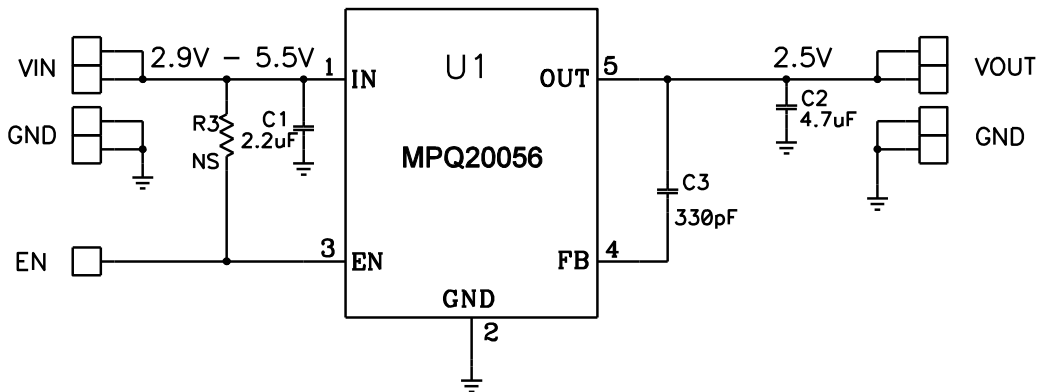 VIN
2.9V - 5.5V
1
IN
U1
OUT
5
2.5V
VOUT
GND
R3
NS
C1
2.2uF
MPQ20056
C2
4.7uF
GND
C3
330pF
EN
3
EN
FB
4
GND
2